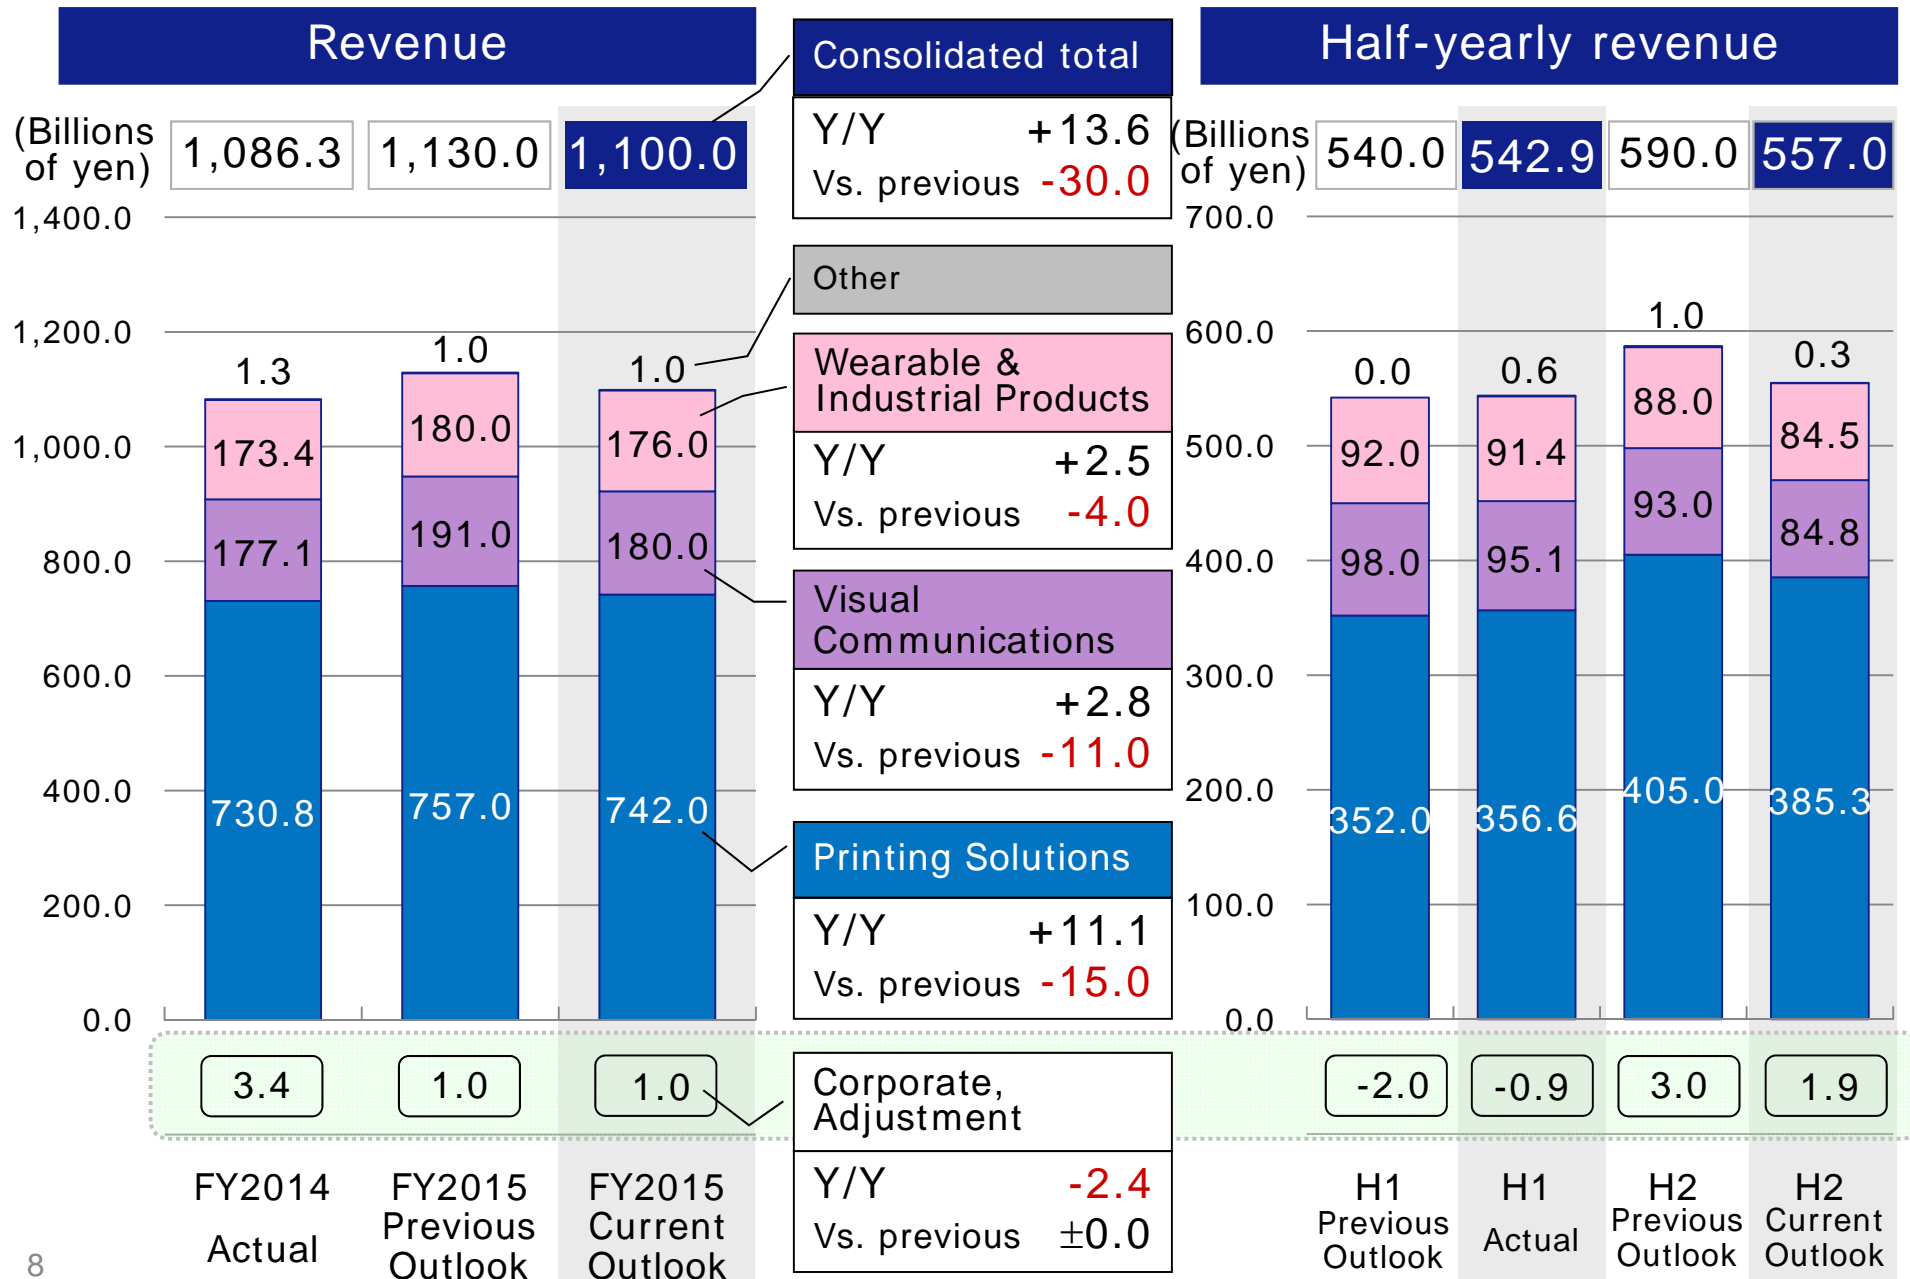 Revenue
(Billions
of yen)
1,086.3
1,130.0
1,100.0
1,400.0
1,200.0
1,000.0
800.0
600.0
400.0
200.0
0.0
1.3
1.0
1.0
173.4
180.0
176.0
177.1
191.0
180.0
730.8
757.0
742.0
3.4
1.0
1.0
FY2014
Actual
FY2015
Previous
Outlook
FY2015
Current
Outlook
Consolidated total
Y/Y +13.6
Vs. previous -30.0
Other
Wearable &
Industrial Products
Y/Y +2.5
Vs. previous -4.0
Visual
Communications
Y/Y +2.8
Vs. previous -11.0
Printing Solutions
Y/Y +11.1
Vs. previous -15.0
Corporate,
Adjustment
Y/Y -2.4
Vs. previous ±0.0
Half-yearly revenue
(Billions
of yen)
540.0
542.9
590.0
557.0
700.0
600.0
500.0
400.0
300.0
200.0
100.0
0.0
0.0
0.6
1.0
0.3
92.0
91.4
88.0
84.5
98.0
95.1
93.0
84.8
352.0
356.6
405.0
385.3
-2.0
-0.9
3.0
1.9
H1
Previous
Outlook
H1
Actual
H2
Previous
Outlook
H2
Current
Outlook
8